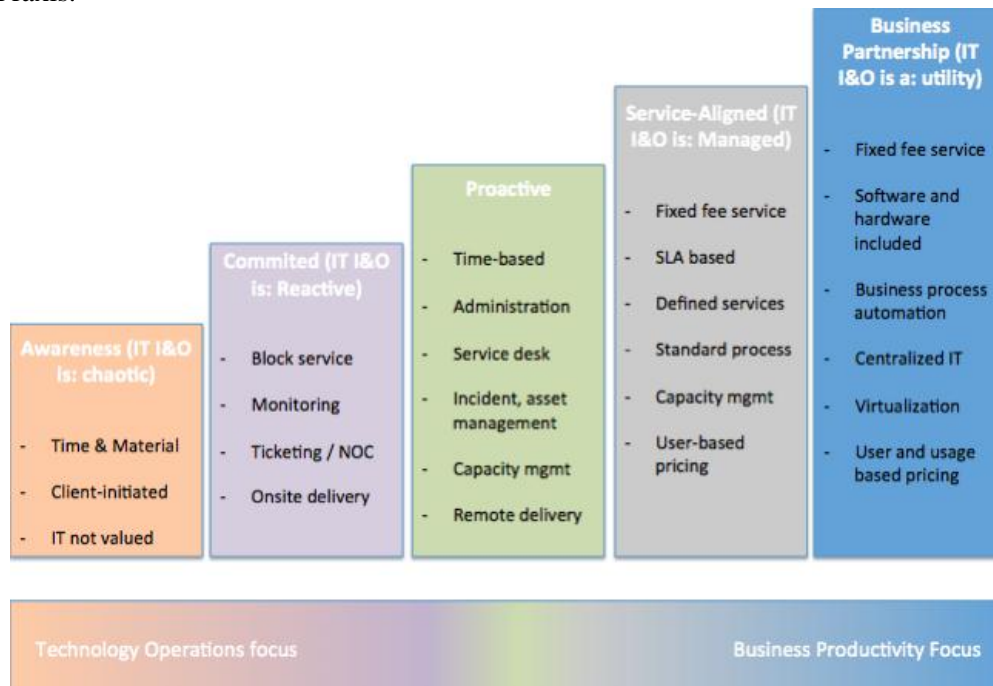 Awareness (IT I&O
is: chaotic)
- Time & Material
- Client-initiated
- IT not valued
Commited (IT I&O
is: Reactive)
- Block service
- Monitoring
- Ticketing / NOC
- Onsite delivery
Proactive
- Time-based
- Administration
- Service desk
- Incident, asset
management
- Capacity mgmt
- Remote delivery
Service-Aligned (IT
I&O is: Managed)
- Fixed fee service
- SLA based
- Defined services
- Standard process
- Capacity mgmt
- User-based
pricing
Business
Partnership (IT
I&O is a: utility)
- Fixed fee service
- Software and
hardware
included
- Business process
automation
- Centralized IT
- Virtualization
- User and usage
based pricing
Technology Operations focus
Business Productivity Focus